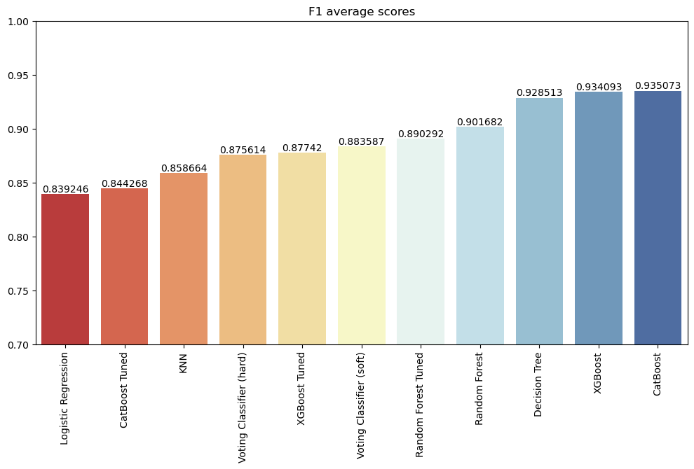 F1 average scores
1.00
0.95
0.90
0.85
0.80
0.75
0.70
0.839246
0.844268
0.858664
0.875614
0.87742
0.883587
0.890292
0.901682
0.928513
0.934093
0.935073
Logistic Regression
CatBoost Tuned
KNN
Voting Classifier (hard)
XGBoost Tuned
Voting Classifier (soft)
Random Forest Tuned
Random Forest
Decision Tree
XGBoost
CatBoost